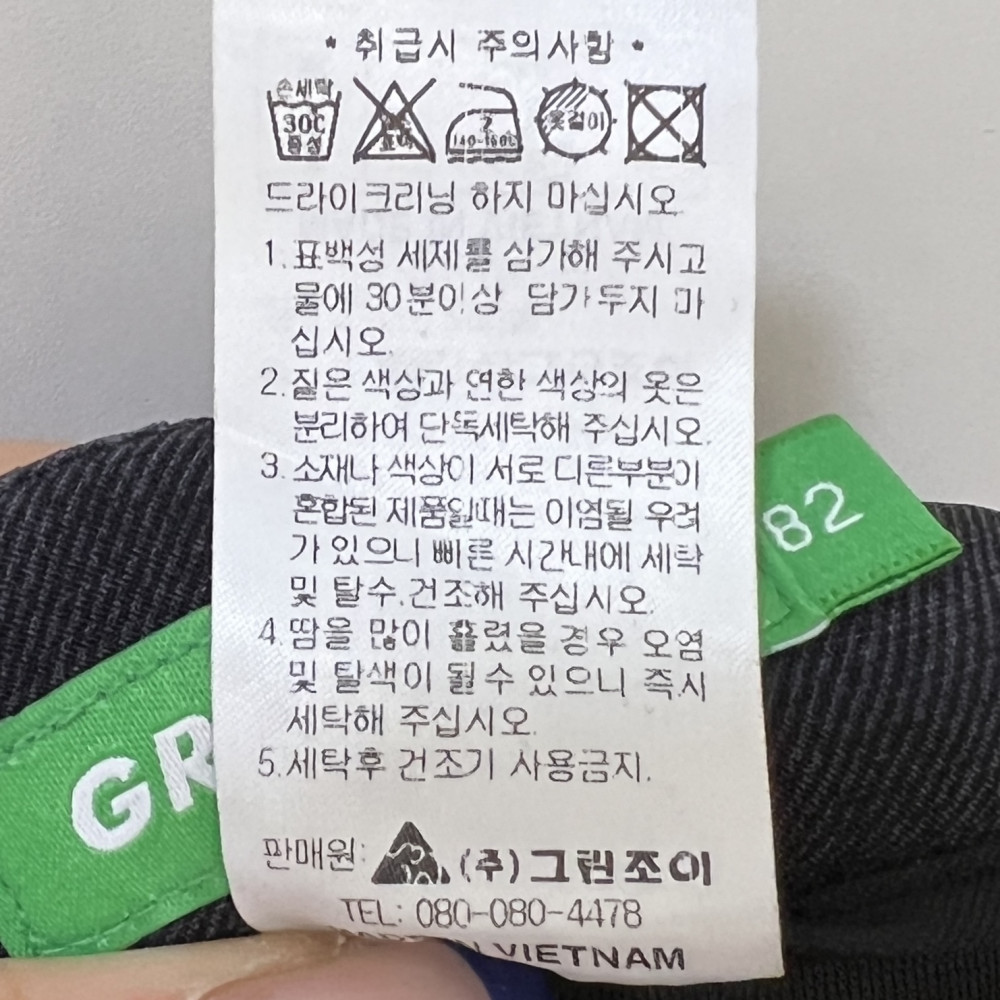 * 취급시 주의사항 *
손세탁
30C
중성
표백
2
140-160C
옷걸이
드라이크리닝 하지 마십시오
1. 표백성 세제를 삼가해 주시고
물에 30분이상 담가두지 마
십시오.
2. 짙은 색상과 연한 색상의 옷은
분리하여 단독세탁해 주십시오.
3. 소재나 색상이 서로 다른부분이
혼합된 제품일때는 이염될 우려
가 있으니 빠른 시간내에 세탁
및 탈수.건조해 주십시오.
4. 땀을 많이 흘렸을 경우 오염
및 탈색이 될 수 있으니 즉시
세탁해 주십시오.
5. 세탁후 건조기 사용금지.
판매원: (주)그린조이
TEL: 080-080-4478
VIETNAM
GR
82